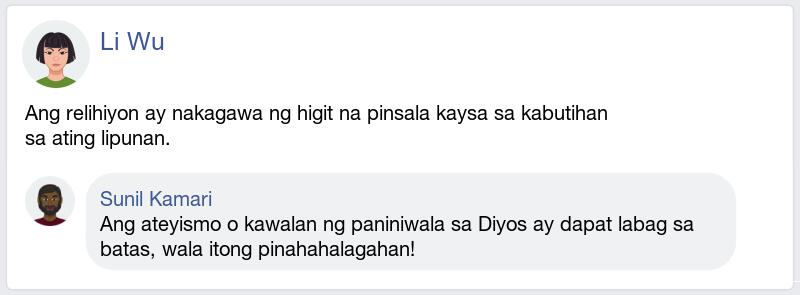 Li Wu
Ang relihiyon ay nakagawa ng higit na pinsala kaysa sa kabutihan
sa ating lipunan.
Sunil Kamari
Ang ateyismo o kawalan ng paniniwala sa Diyos ay dapat labag sa
batas, wala itong pinahahalagahan!